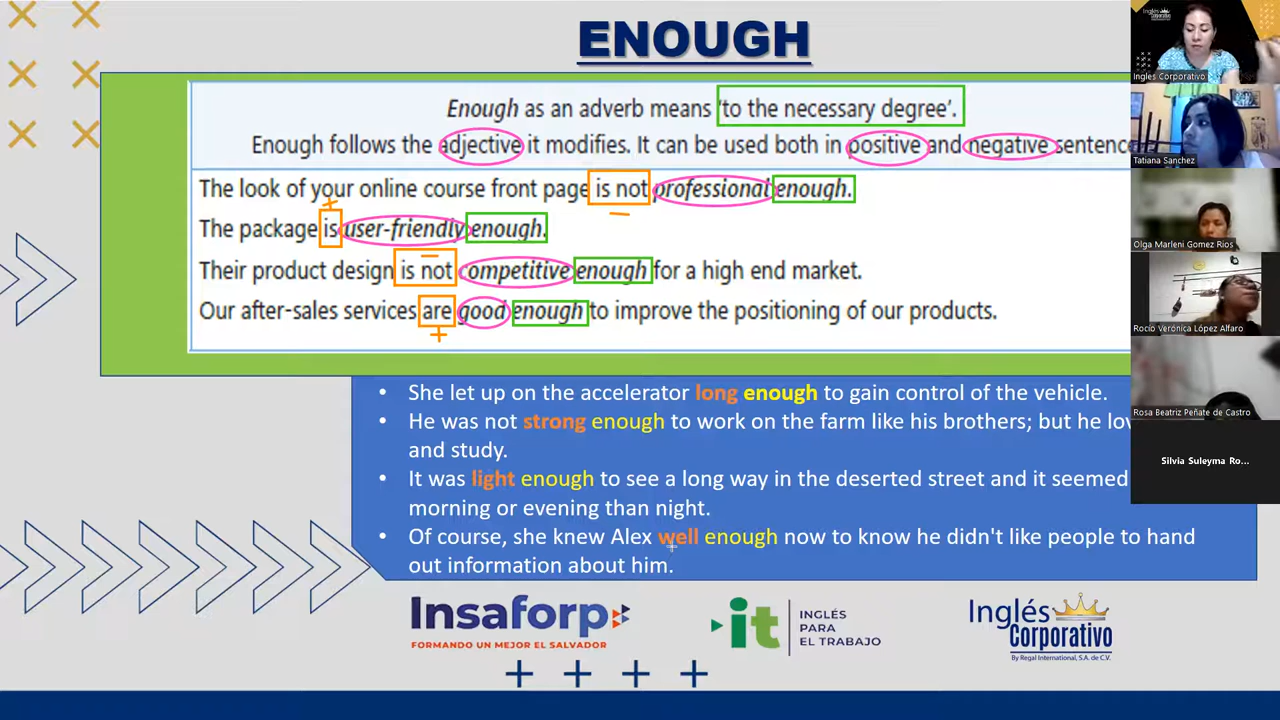 ENOUGH
Enough as an adverb means 'to the necessary degree'.
Enough follows the adjective it modifies. It can be used both in positive and negative sentenc
The look of your online course front page is not professional enough.
The package is user-friendly enough.
Their product design is not competitive enough for a high end market.
Our after-sales services are good enough to improve the positioning of our products.
• She let up on the accelerator long enough to gain control of the vehicle.
• He was not strong enough to work on the farm like his brothers; but he lov
and study.
• It was light enough to see a long way in the deserted street and it seemed
morning or evening than night.
• Of course, she knew Alex well enough now to know he didn't like people to hand
out information about him.
Insaforp
FORMANDO UN MEJOR EL SALVADOR
it
INGLÉS
PARA
EL TRABAJO
Inglés
Corporativo
By Regal International, S.A. de C.V.
Inglés
Corporativo
Ingles Corporativo
Tatiana Sanchez
Olga Marleni Gomez Rios
Rocío Verónica López Alfaro
Rosa Beatriz Peñate de Castro
Silvia Suleyma Ro...